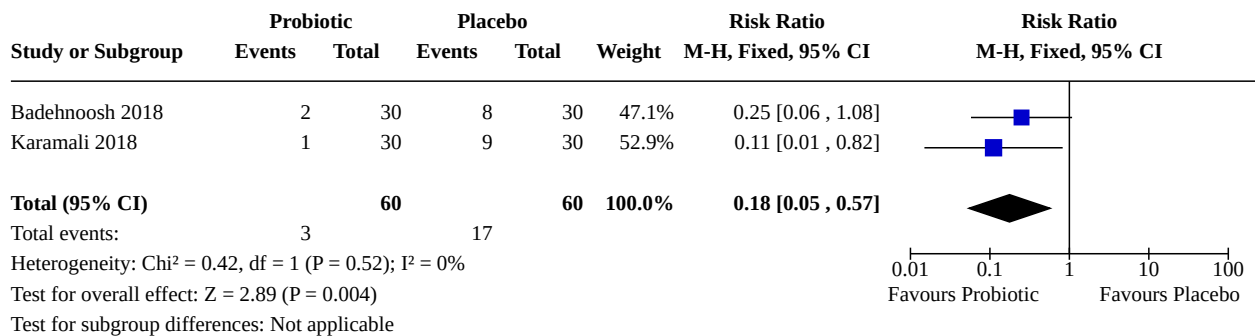 Probiotic Placebo Risk Ratio Risk Ratio
Study or Subgroup Events Total Events Total Weight M-H, Fixed, 95% CI M-H, Fixed, 95% CI
Badehnoosh 2018 2 30 8 30 47.1% 0.25 [0.06 , 1.08]
Karamali 2018 1 30 9 30 52.9% 0.11 [0.01 , 0.82]
Total (95% CI) 60 60 100.0% 0.18 [0.05 , 0.57]
Total events: 3 17
Heterogeneity: Chi² = 0.42, df = 1 (P = 0.52); I² = 0%
0.01 0.1 1 10 100
Test for overall effect: Z = 2.89 (P = 0.004)
Favours Probiotic Favours Placebo
Test for subgroup differences: Not applicable